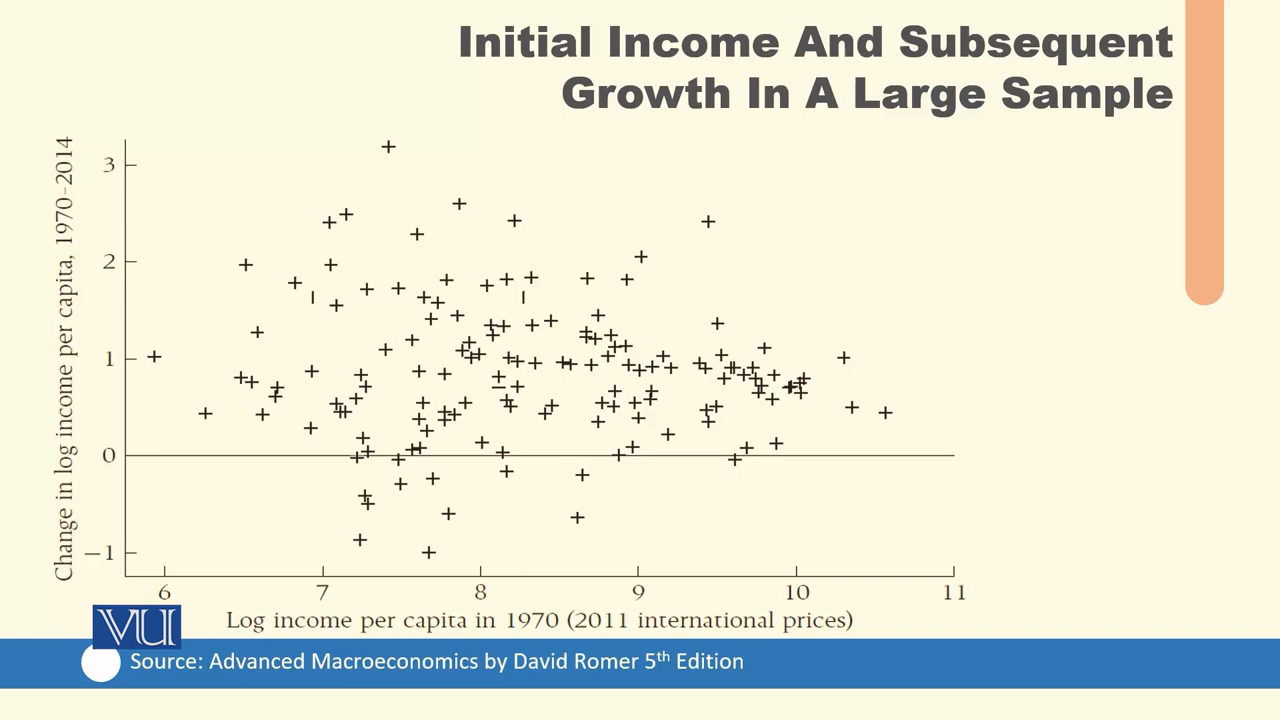 Initial Income And Subsequent
Growth In A Large Sample
Change in log income per capita, 1970–2014
3
2
1
0
−1
6 7 8 9 10 11
Log income per capita in 1970 (2011 international prices)
VU
Source: Advanced Macroeconomics by David Romer 5th Edition